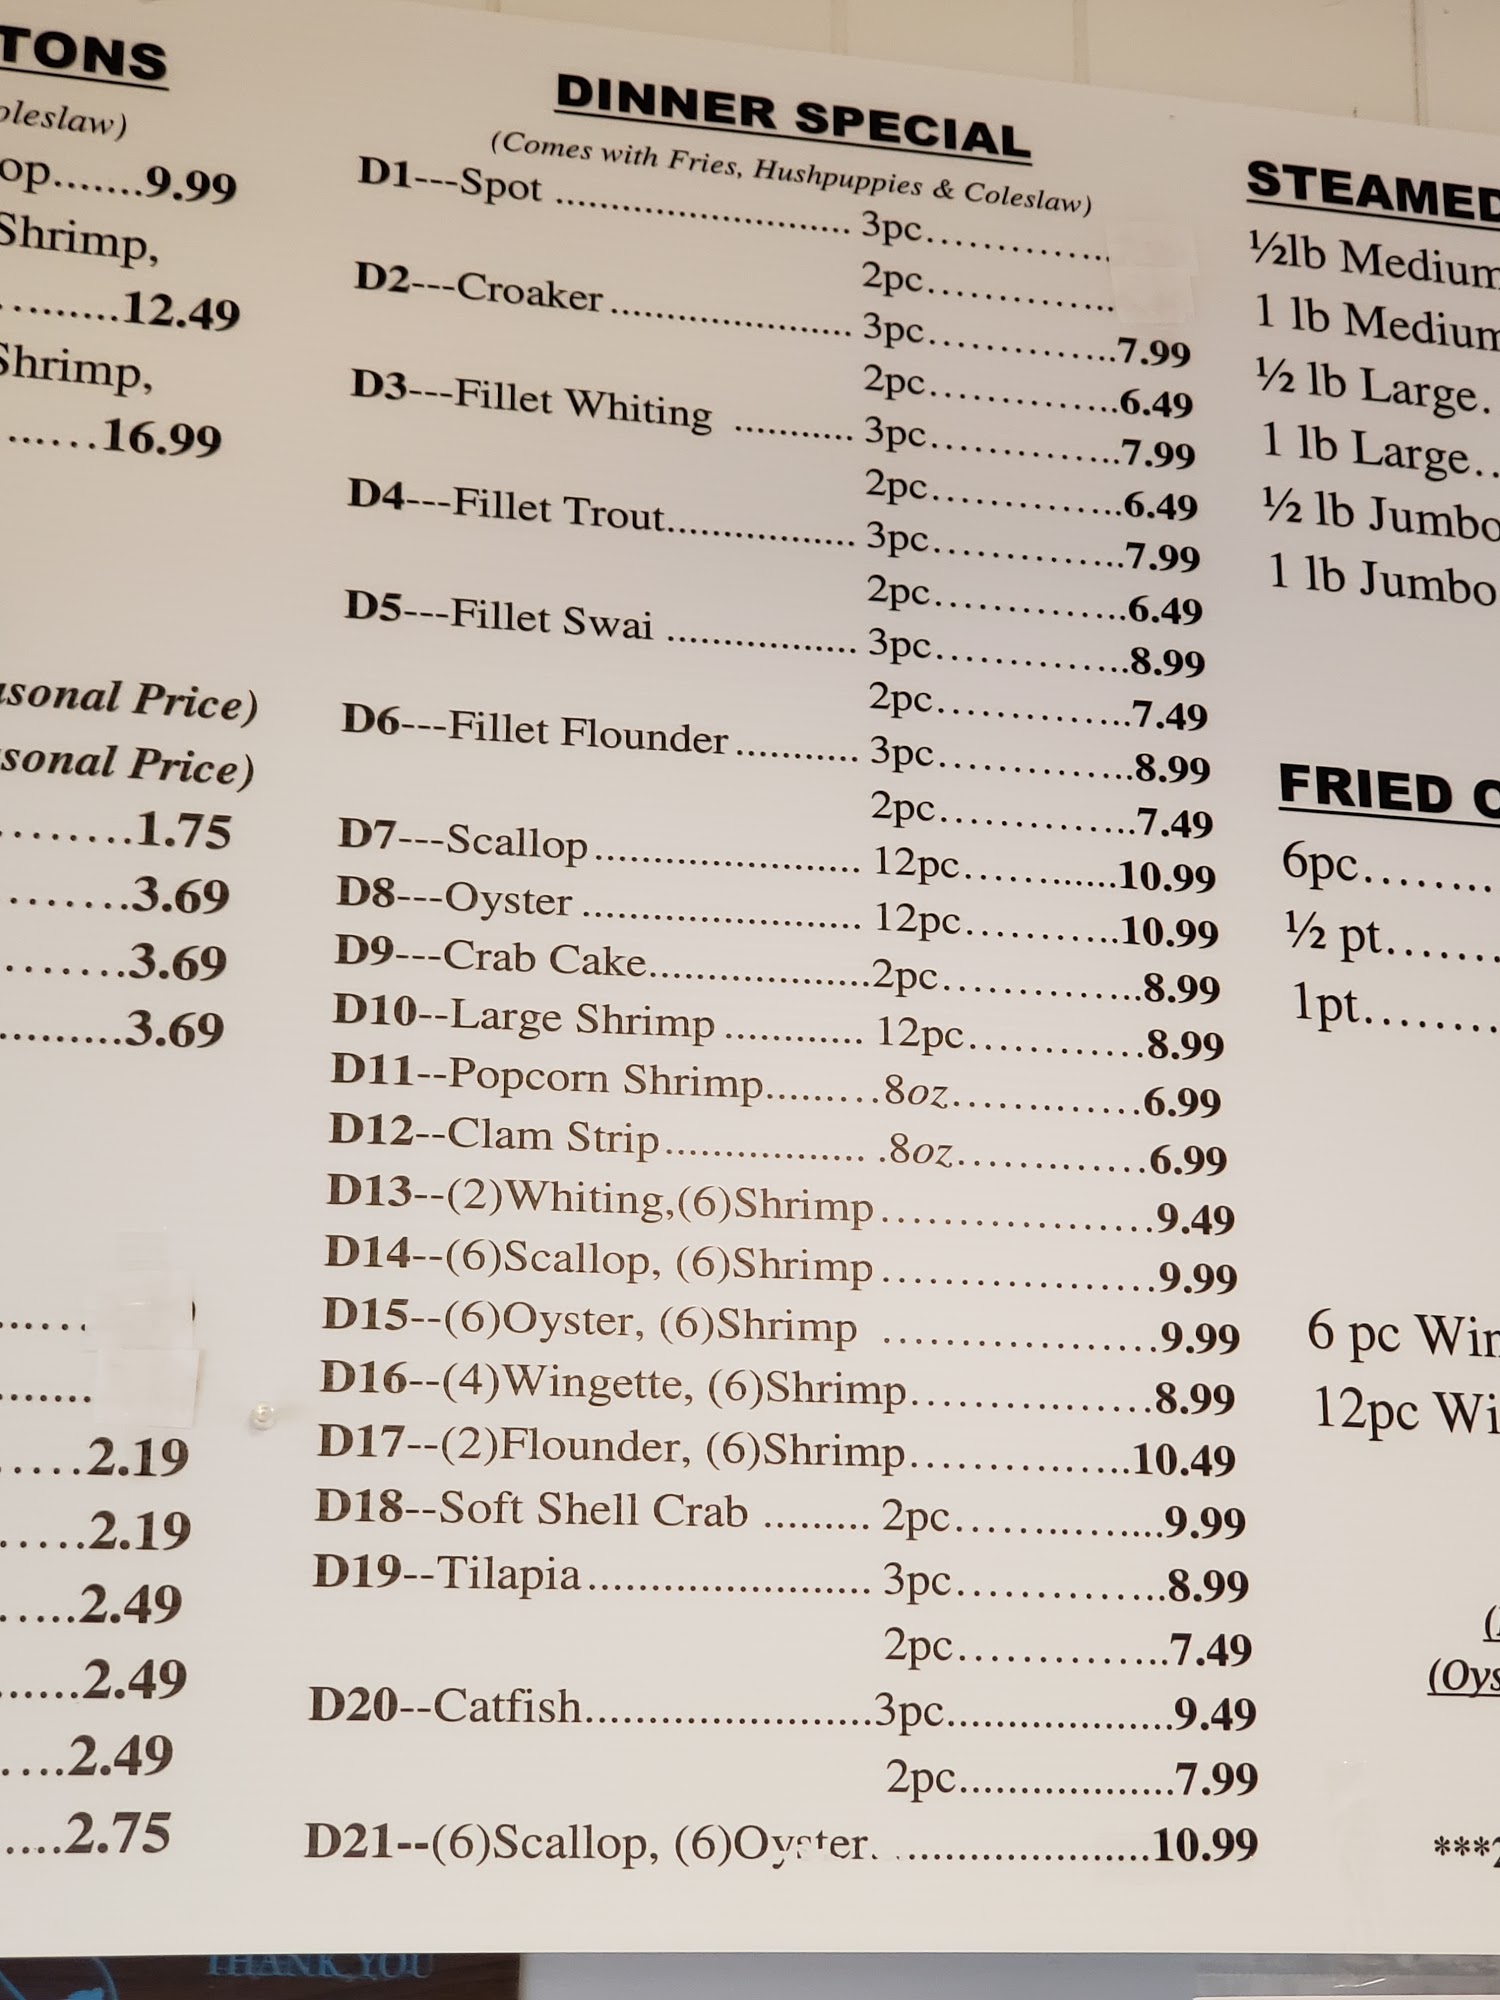 TONS
oleslaw)
op.......9.99
Shrimp,
.........12.49
Shrimp,
......16.99
sonal Price)
sonal Price)
........1.75
........3.69
........3.69
.........3.69
......
.......
.....2.19
.....2.19
.....2.49
......2.49
....2.49
....2.75
DINNER SPECIAL
(Comes with Fries, Hushpuppies & Coleslaw)
D1---Spot ............................ 3pc...............
2pc...............
D2---Croaker....................... 3pc...............7.99
2pc...............6.49
D3---Fillet Whiting ........... 3pc...............7.99
2pc...............6.49
D4---Fillet Trout.................. 3pc...............7.99
2pc...............6.49
D5---Fillet Swai .................. 3pc...............8.99
2pc...............7.49
D6---Fillet Flounder........... 3pc...............8.99
2pc...............7.49
D7---Scallop......................... 12pc............10.99
D8---Oyster .......................... 12pc............10.99
D9---Crab Cake.....................2pc...............8.99
D10--Large Shrimp ............. 12pc.............8.99
D11--Popcorn Shrimp..........8oz...............6.99
D12--Clam Strip................... .8oz...............6.99
D13--(2)Whiting,(6)Shrimp.....................9.49
D14--(6)Scallop, (6)Shrimp.....................9.99
D15--(6)Oyster, (6)Shrimp .....................9.99
D16--(4)Wingette, (6)Shrimp...................8.99
D17--(2)Flounder, (6)Shrimp.................10.49
D18--Soft Shell Crab ......... 2pc................9.99
D19--Tilapia........................ 3pc................8.99
2pc................7.49
D20--Catfish........................3pc...................9.49
2pc...................7.99
D21--(6)Scallop, (6)Oyster. .....................10.99
STEAMED
½lb Medium
1 lb Medium
½ lb Large.
1 lb Large..
½ lb Jumbo
1 lb Jumbo
FRIED
6pc........
½ pt.......
1pt........
6 pc Win
12pc Wi
(Oys
***
THANK YOU